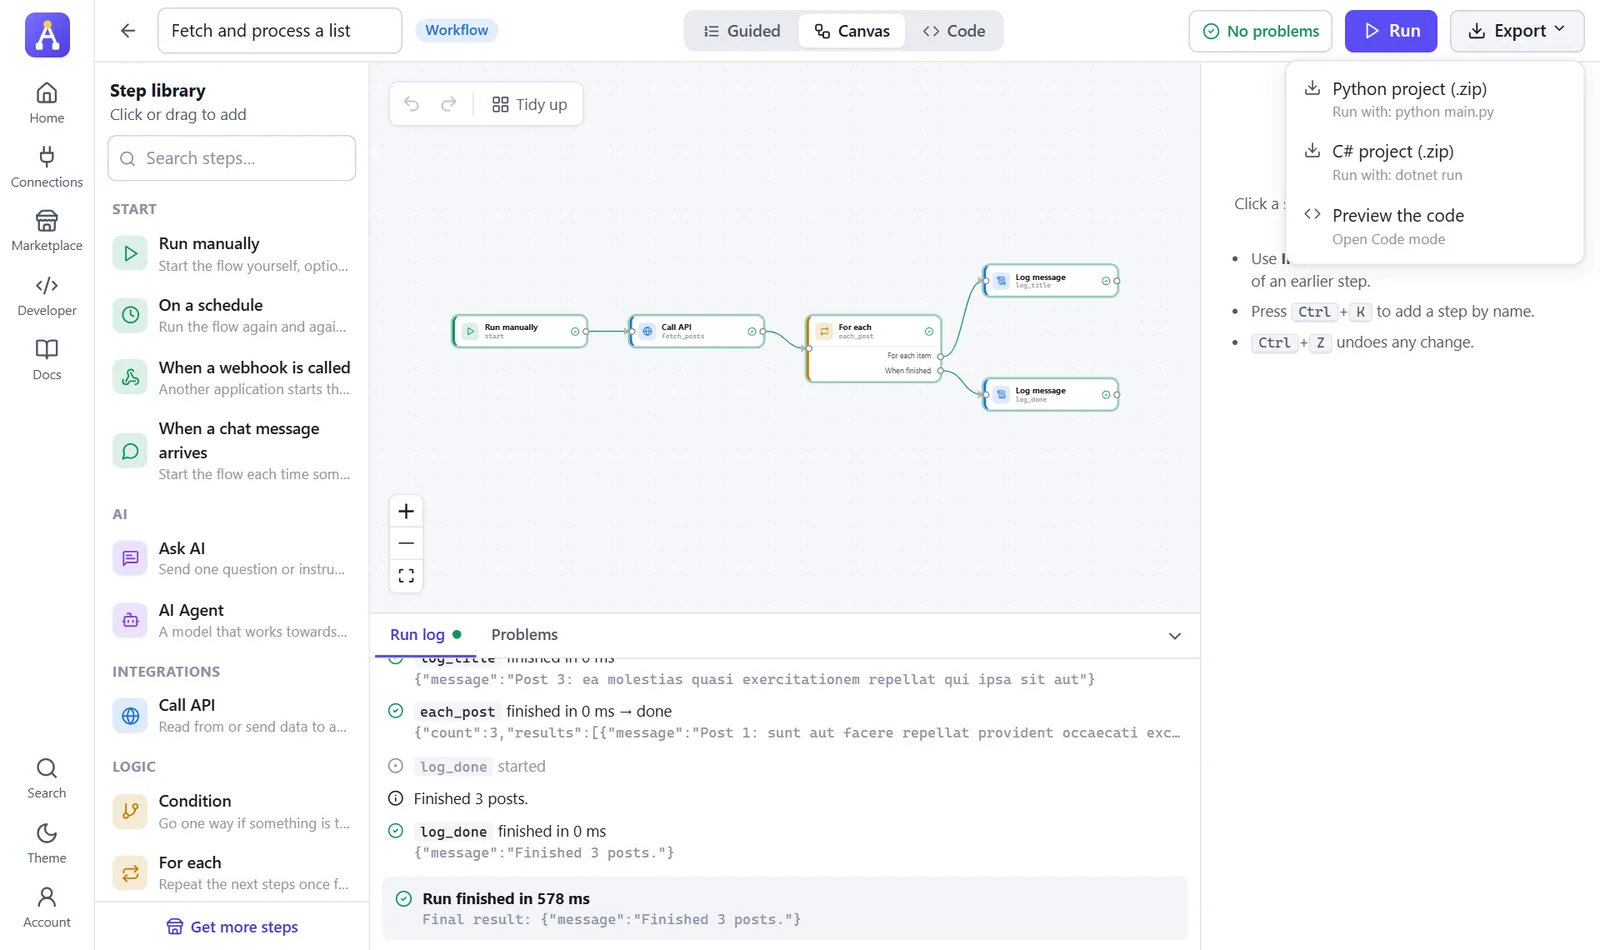 Fetch and process a list
Workflow
Guided
Canvas
Code
No problems
Run
Export
Home
Connections
Marketplace
Developer
Docs
Search
Theme
Account
Step library
Click or drag to add
Search steps...
START
Run manually
Start the flow yourself, optio...
On a schedule
Run the flow again and agai...
When a webhook is called
Another application starts th...
When a chat message
arrives
Start the flow each time som...
AI
Ask AI
Send one question or instru...
AI Agent
A model that works towards...
INTEGRATIONS
Call API
Read from or send data to a...
LOGIC
Condition
Go one way if something is t...
For each
Repeat the next steps once f...
Get more steps
Tidy up
Run manually
start
Call API
fetch_posts
For each
each_post
For each item
When finished
Log message
log_title
Log message
log_done
Python project (.zip)
Run with: python main.py
C# project (.zip)
Run with: dotnet run
Preview the code
Open Code mode
Click a
Use
of an earlier step.
Press Ctrl + K to add a step by name.
Ctrl + Z undoes any change.
Run log
Problems
log_title finished in 0 ms
{"message":"Post 3: ea molestias quasi exercitationem repellat qui ipsa sit aut"}
each_post finished in 0 ms → done
{"count":3,"results":[{"message":"Post 1: sunt aut facere repellat provident occaecati exc…
log_done started
Finished 3 posts.
log_done finished in 0 ms
{"message":"Finished 3 posts."}
Run finished in 578 ms
Final result: {"message":"Finished 3 posts."}